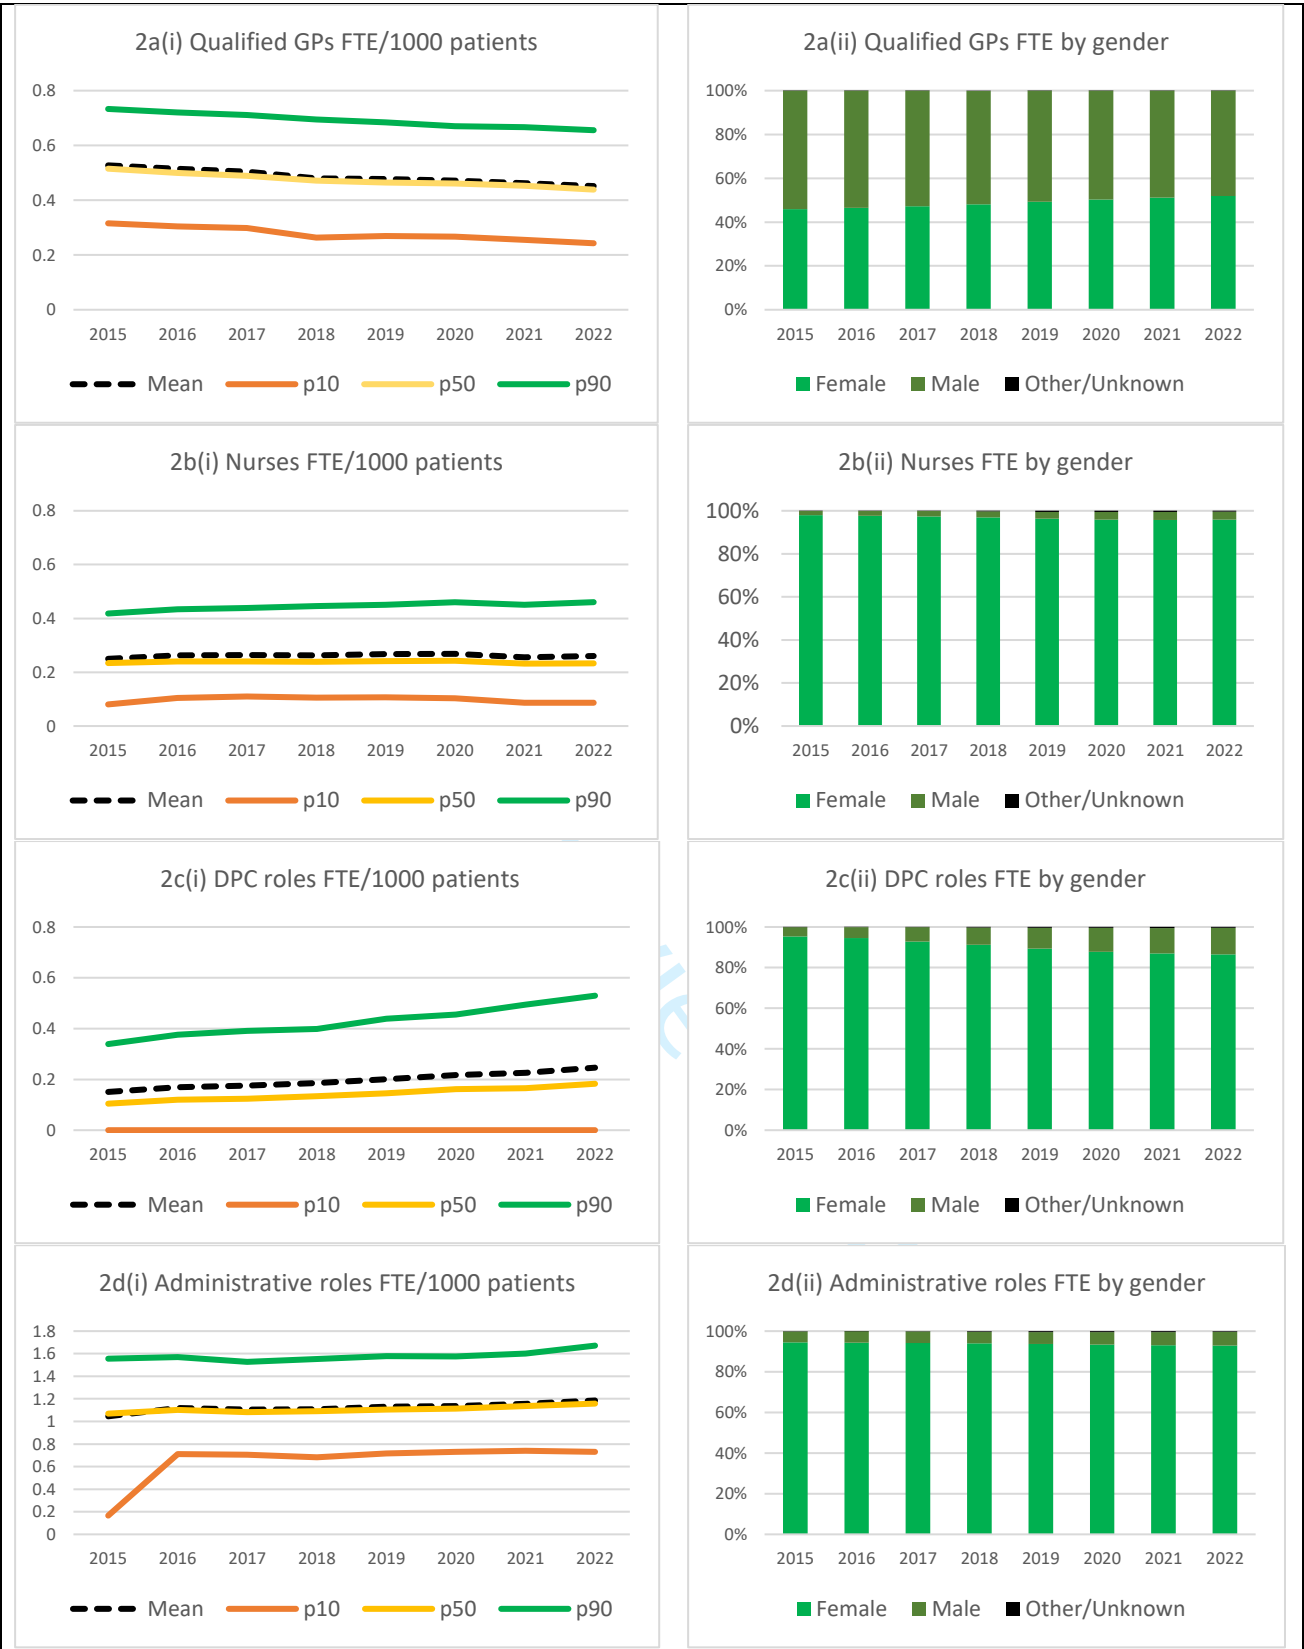 2a(i) Qualified GPs FTE/1000 patients
0.8
0.6
0.4
0.2
0
2015 2016 2017 2018 2019 2020 2021 2022
Mean p10 p50 p90
2a(ii) Qualified GPs FTE by gender
100%
80%
60%
40%
20%
0%
2015 2016 2017 2018 2019 2020 2021 2022
Female Male Other/Unknown
2b(i) Nurses FTE/1000 patients
0.8
0.6
0.4
0.2
0
2015 2016 2017 2018 2019 2020 2021 2022
Mean p10 p50 p90
2b(ii) Nurses FTE by gender
100%
80%
60%
40%
20%
0%
2015 2016 2017 2018 2019 2020 2021 2022
Female Male Other/Unknown
2c(i) DPC roles FTE/1000 patients
0.8
0.6
0.4
0.2
0
2015 2016 2017 2018 2019 2020 2021 2022
Mean p10 p50 p90
2c(ii) DPC roles FTE by gender
100%
80%
60%
40%
20%
0%
2015 2016 2017 2018 2019 2020 2021 2022
Female Male Other/Unknown
2d(i) Administrative roles FTE/1000 patients
1.8
1.6
1.4
1.2
1
0.8
0.6
0.4
0.2
0
2015 2016 2017 2018 2019 2020 2021 2022
Mean p10 p50 p90
2d(ii) Administrative roles FTE by gender
100%
80%
60%
40%
20%
0%
2015 2016 2017 2018 2019 2020 2021 2022
Female Male Other/Unknown